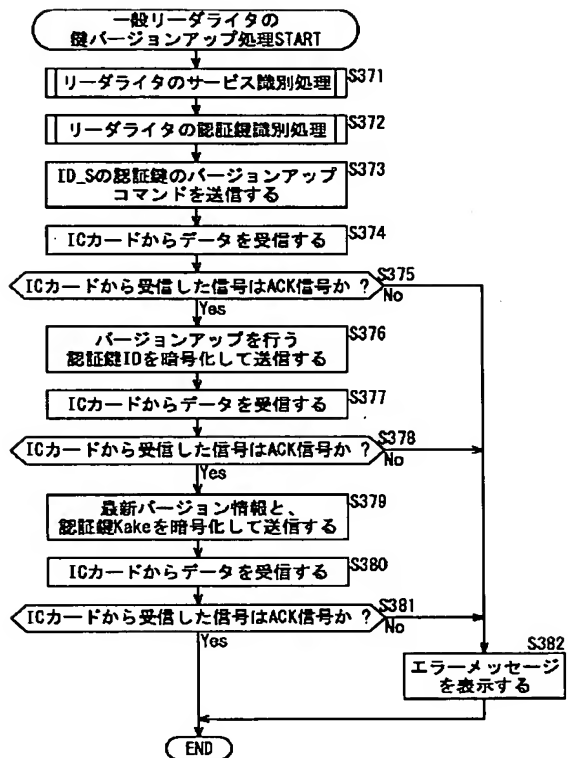 一般リーダライタの
鍵バージョンアップ処理START
リーダライタのサービス識別処理
S371
リーダライタの認証鍵識別処理
S372
ID_Sの認証鍵のバージョンアップ
コマンドを送信する
S373
ICカードからデータを受信する
S374
ICカードから受信した信号はACK信号か ?
S375
No
Yes
バージョンアップを行う
認証鍵IDを暗号化して送信する
S376
ICカードからデータを受信する
S377
ICカードから受信した信号はACK信号か ?
S378
No
Yes
最新バージョン情報と、
認証鍵Kakeを暗号化して送信する
S379
ICカードからデータを受信する
S380
ICカードから受信した信号はACK信号か ?
S381
No
Yes
S382
エラーメッセージ
を表示する
END